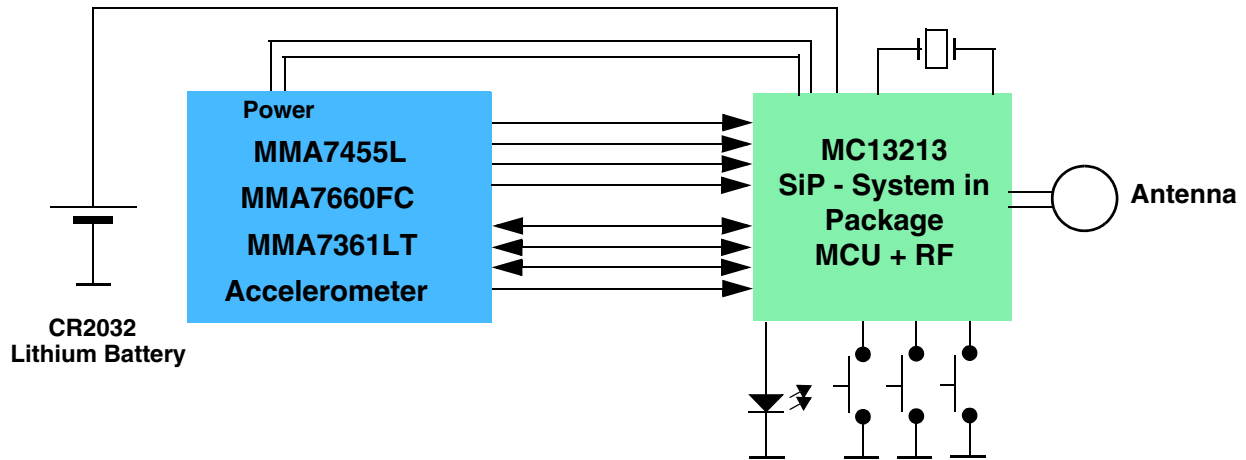 Power
MMA7455L
MMA7660FC
MMA7361LT
Accelerometer
MC13213
SiP - System in
Package
MCU + RF
Antenna
CR2032
Lithium Battery